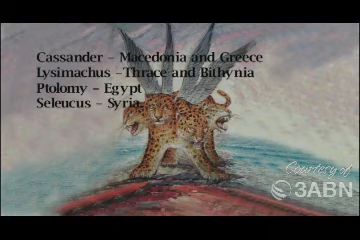 Cassander - Macedonia and Greece
Lysimachus -Thrace and Bithynia
Ptolomy - Egypt
Seleucus - Syria
Courtesy of
3ABN